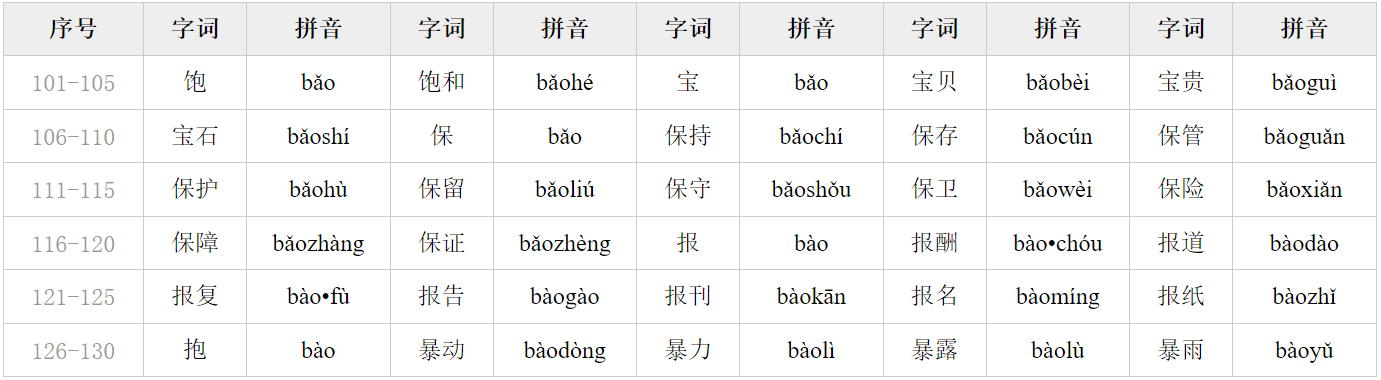 序号 字词 拼音 字词 拼音 字词 拼音 字词 拼音 字词 拼音
101-105 饱 bǎo 饱和 bǎohé 宝 bǎo 宝贝 bǎobèi 宝贵 bǎoguì
106-110 宝石 bǎoshí 保 bǎo 保持 bǎochí 保存 bǎocún 保管 bǎoguǎn
111-115 保护 bǎohù 保留 bǎoliú 保守 bǎoshǒu 保卫 bǎowèi 保险 bǎoxiǎn
116-120 保障 bǎozhàng 保证 bǎozhèng 报 bào 报酬 bào•chóu 报道 bàodào
121-125 报复 bào•fù 报告 bàogào 报刊 bàokān 报名 bàomíng 报纸 bàozhǐ
126-130 抱 bào 暴动 bàodòng 暴力 bàolì 暴露 bàolù 暴雨 bàoyǔ